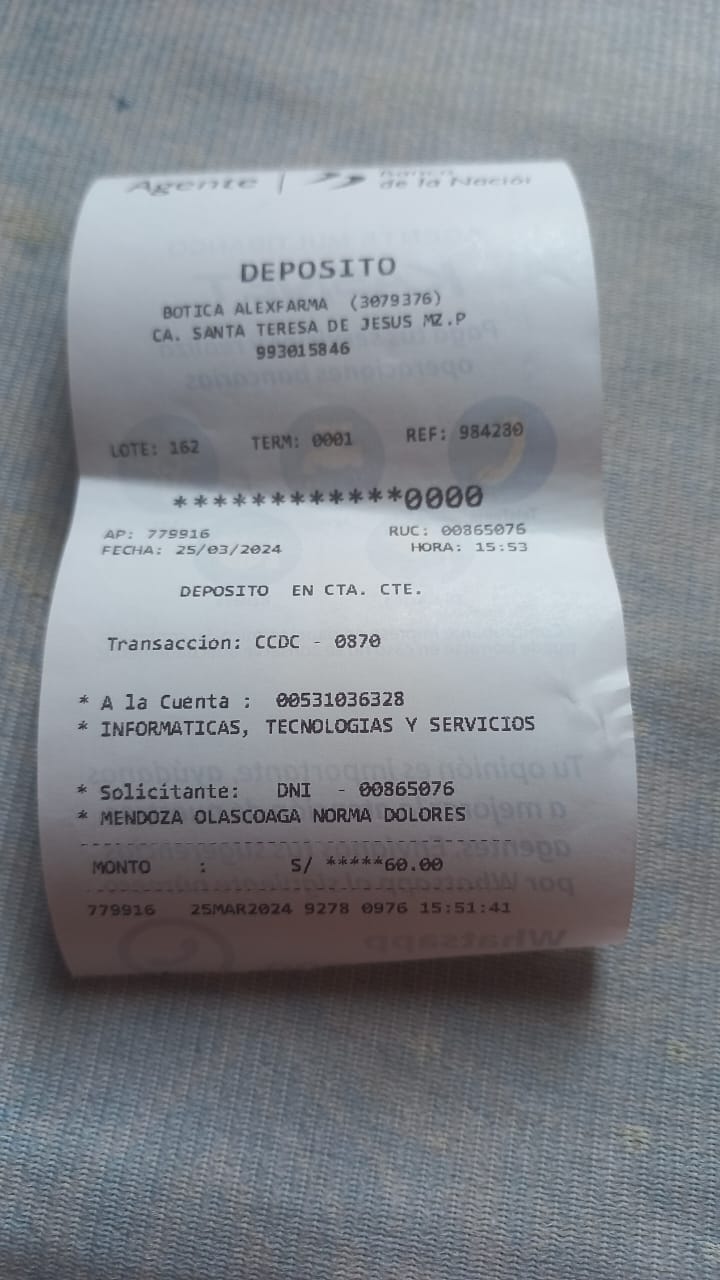 Agente | Banco
de la Nación
DEPOSITO
BOTICA ALEXFARMA (3079376)
CA. SANTA TERESA DE JESUS MZ.P
993015846
LOTE: 162 TERM: 0001 REF: 984280
************0000
AP: 779916 RUC: 00865076
FECHA: 25/03/2024 HORA: 15:53
DEPOSITO EN CTA. CTE.
Transaccion: CCDC - 0870
* A la Cuenta : 00531036328
* INFORMATICAS, TECNOLOGIAS Y SERVICIOS
* Solicitante: DNI - 00865076
* MENDOZA OLASCOAGA NORMA DOLORES
MONTO : S/ *****60.00
779916 25MAR2024 9278 0976 15:51:41